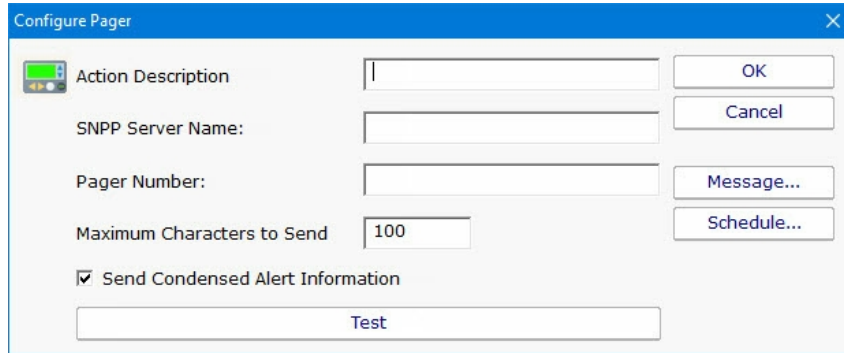 Configure Pager
Action Description
OK
Cancel
SNPP Server Name:
Pager Number:
Message...
Maximum Characters to Send 100
Schedule...
Send Condensed Alert Information
Test